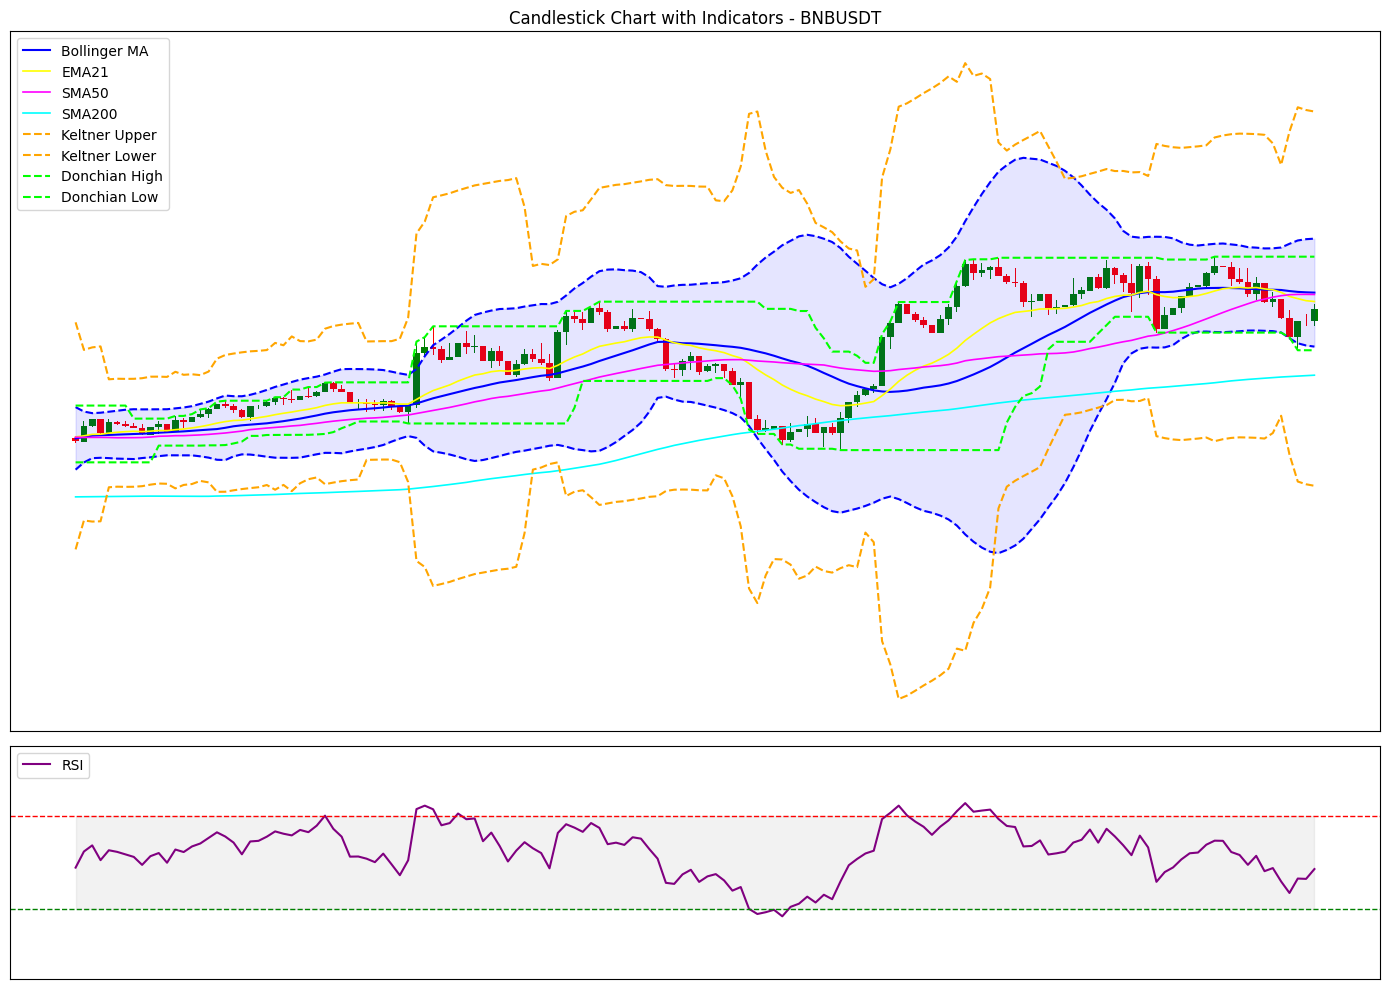 Candlestick Chart with Indicators - BNBUSDT
Bollinger MA
EMA21
SMA50
SMA200
Keltner Upper
Keltner Lower
Donchian High
Donchian Low
RSI